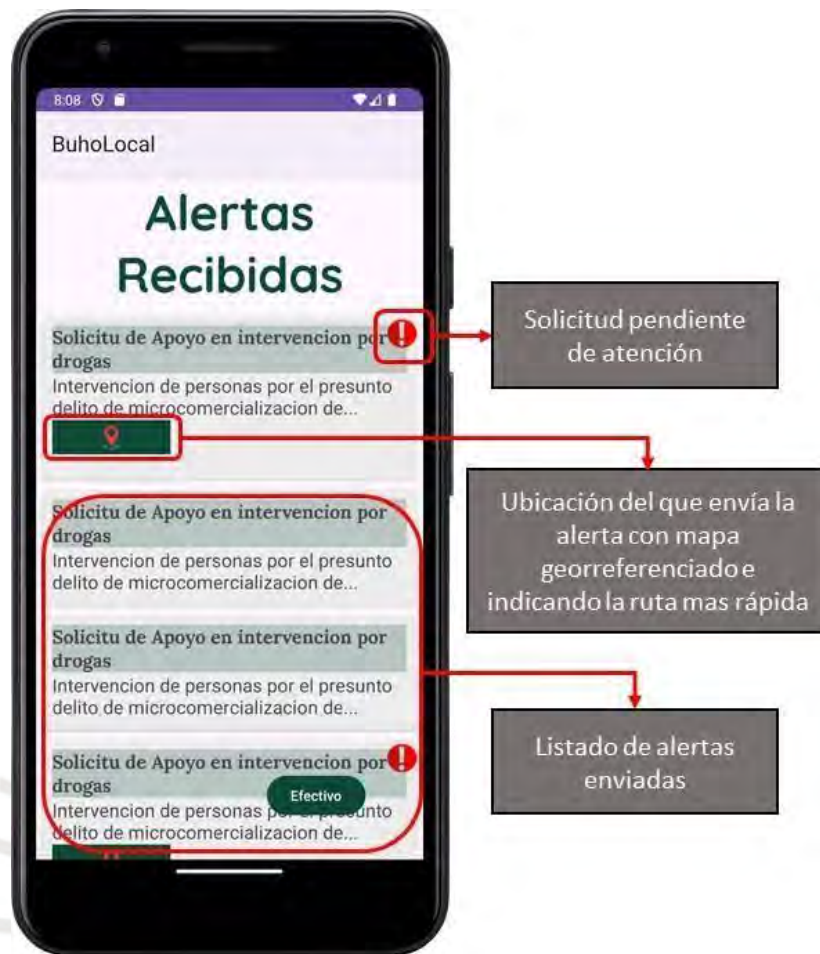 8:08
BuhoLocal
Alertas
Recibidas
Solicitu de Apoyo en intervencion por
drogas
Intervencion de personas por el presunto
delito de microcomercializacion de...
Solicitu de Apoyo en intervencion por
drogas
Intervencion de personas por el presunto
delito de microcomercializacion de...
Solicitu de Apoyo en intervencion por
drogas
Intervencion de personas por el presunto
delito de microcomercializacion de...
Solicitu de Apoyo en intervencion por
drogas
Efectivo
Intervencion de personas por presunto
delito de microcomercializacion de...
Solicitud pendiente
de atención
Ubicación del que envía la
alerta con mapa
georreferenciado e
indicando la ruta mas rápida
Listado de alertas
enviadas